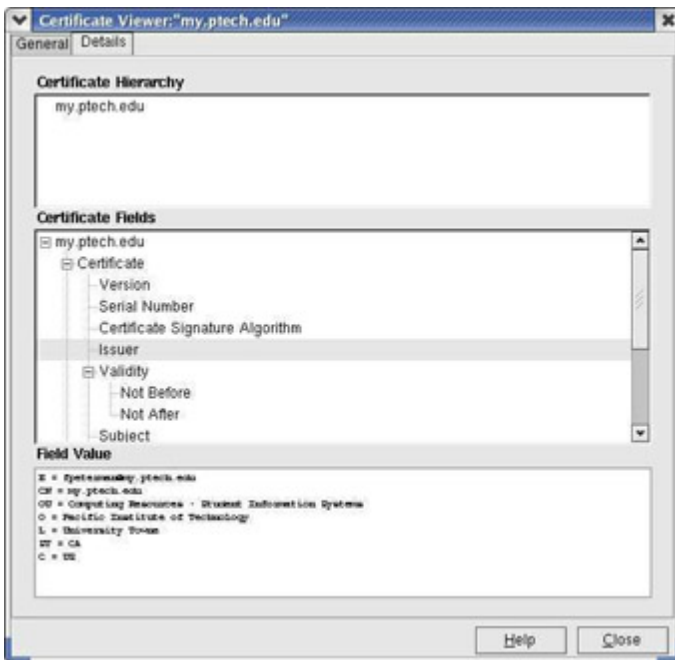 Certificate Viewer:"my.ptech.edu"
General Details
Certificate Hierarchy
my.ptech.edu
Certificate Fields
my.ptech.edu
Certificate
Version
Serial Number
Certificate Signature Algorithm
Issuer
Validity
Not Before
Not After
Subject
Field Value
E =
CN = my.ptech.edu
OU = Computing Resources - Student Information Systems
O = Pacific Institute of Technology
L = University Towne
ST = CA
C = US
Help Close